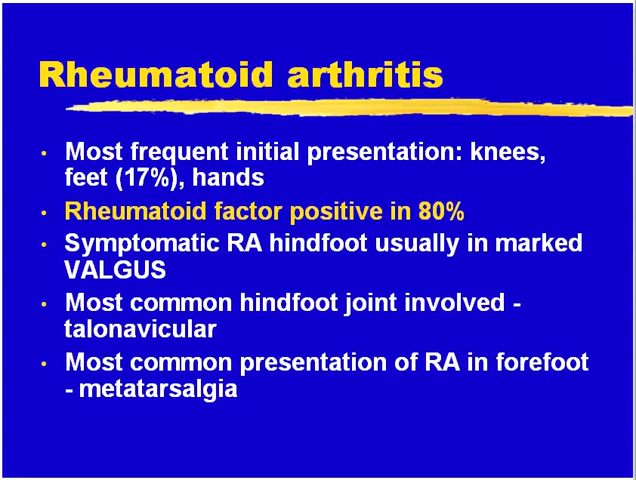 Rheumatoid arthritis
• Most frequent initial presentation: knees,
feet (17%), hands
• Rheumatoid factor positive in 80%
• Symptomatic RA hindfoot usually in marked
VALGUS
• Most common hindfoot joint involved -
talonavicular
• Most common presentation of RA in forefoot
- metatarsalgia